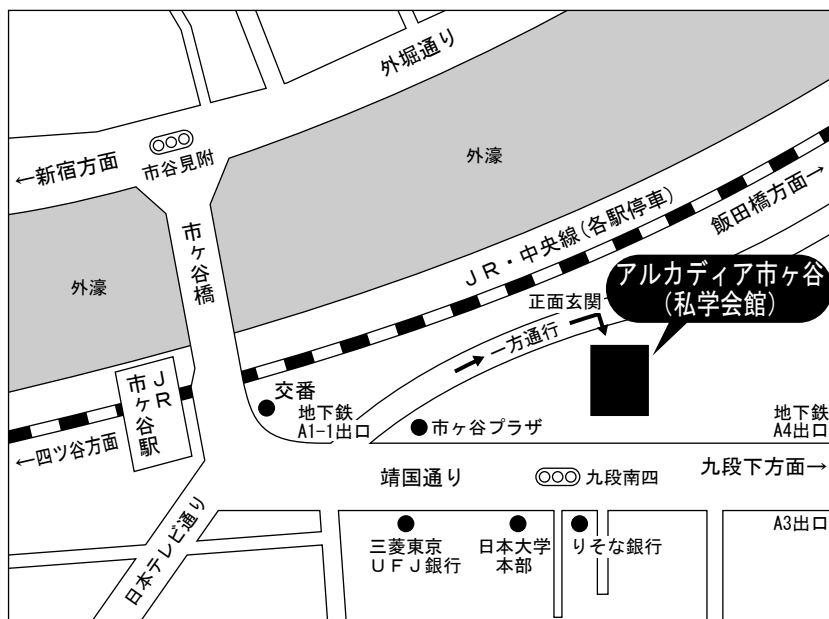 外堀通り
←新宿方面
市谷見附
外濠
飯田橋方面→
市ヶ谷橋
JR・中央線(各駅停車)
外濠
アルカディア市ヶ谷
(私学会館)
正面玄関
一方通行
JR
市ヶ谷駅
交番
地下鉄
A1-1出口
市ヶ谷プラザ
地下鉄
A4出口
←四ツ谷方面
靖国通り
九段南四
九段下方面→
日本テレビ通り
三菱東京
UFJ銀行
日本大学
本部
りそな銀行
A3出口